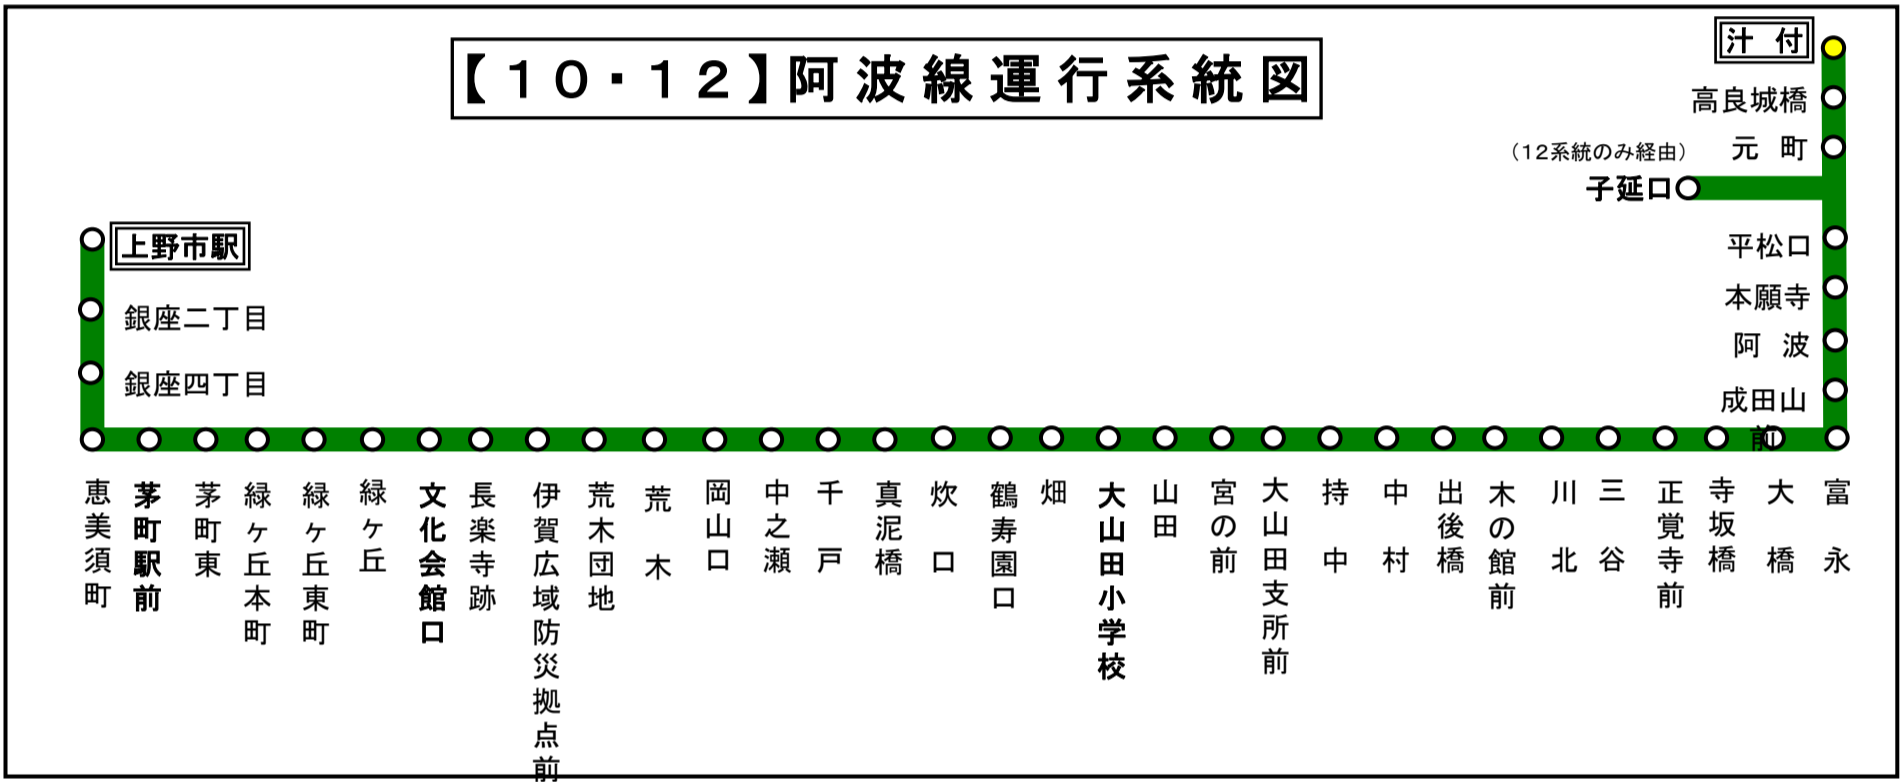 【１０・１２】阿波線運行系統図
汁付
高良城橋
元町
（12系統のみ経由）
子延口
平松口
本願寺
阿波
成田山前
上野市駅
銀座二丁目
銀座四丁目
恵美須町
茅町駅前
茅町東
緑ヶ丘本町
緑ヶ丘東町
緑ヶ丘
文化会館口
長楽寺跡
伊賀広域防災拠点前
荒木団地
荒木
岡山口
中之瀬
千戸
真泥橋
炊口
鶴寿園口
畑
大山田小学校
山田
宮の前
大山田支所前
持中
中村
出後橋
木の館前
川北
三谷
正覚寺前
寺坂橋
大橋
富永